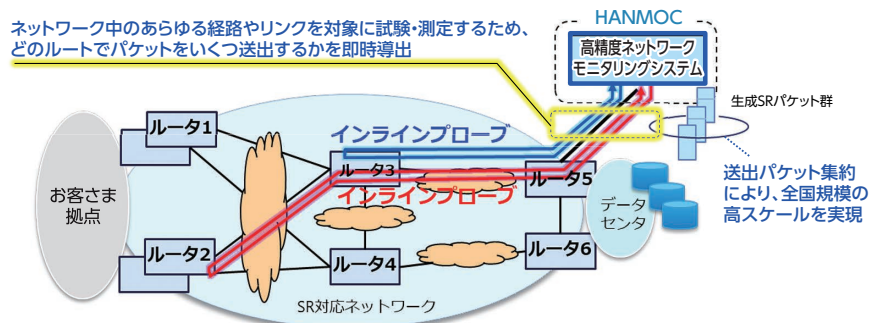 ネットワーク中のあらゆる経路やリンクを対象に試験・測定するため、
どのルートでパケットをいくつ送出するかを即時導出
HANMOC
高精度ネットワーク
モニタリングシステム
生成SRパケット群
ルータ1
インラインプローブ
ルータ3
インラインプローブ
ルータ5
送出パケット集約
により、全国規模の
高スケールを実現
お客さま
拠点
データ
センタ
ルータ2
ルータ4
ルータ6
SR対応ネットワーク